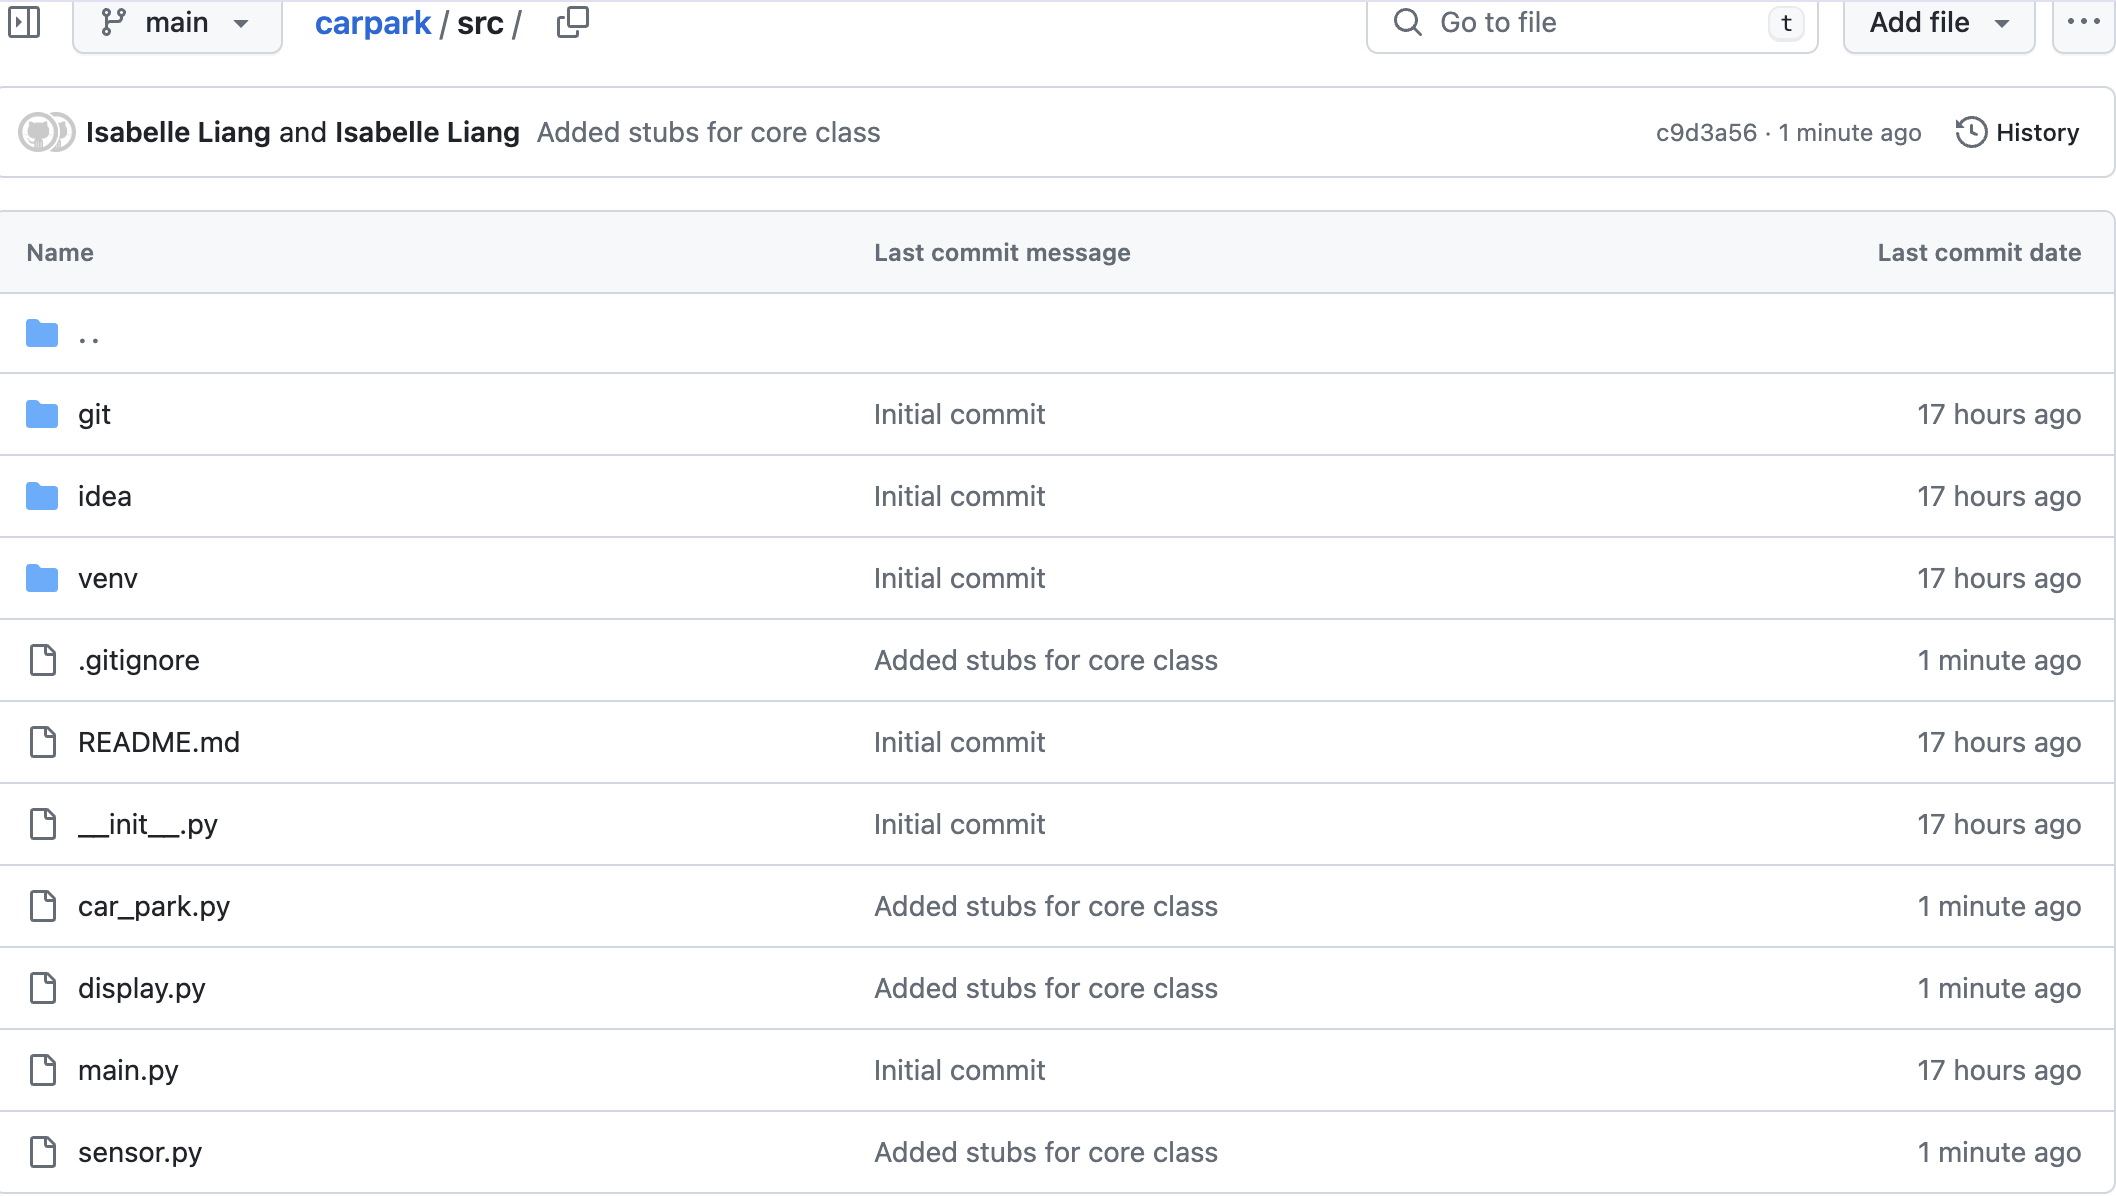 main carpark / src / Go to file t Add file ...
Isabelle Liang and Isabelle Liang Added stubs for core class c9d3a56 · 1 minute ago History
Name Last commit message Last commit date
..
git Initial commit 17 hours ago
idea Initial commit 17 hours ago
venv Initial commit 17 hours ago
.gitignore Added stubs for core class 1 minute ago
README.md Initial commit 17 hours ago
__init__.py Initial commit 17 hours ago
car_park.py Added stubs for core class 1 minute ago
display.py Added stubs for core class 1 minute ago
main.py Initial commit 17 hours ago
sensor.py Added stubs for core class 1 minute ago